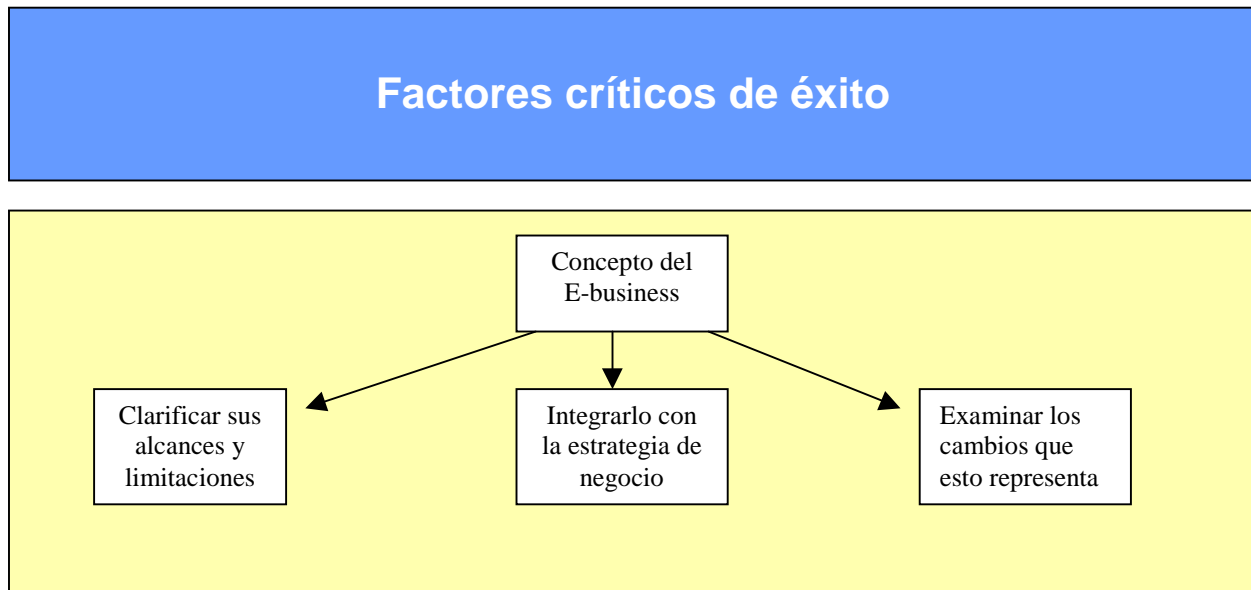 Factores críticos de éxito
Concepto del
E-business
Clarificar sus
alcances y
limitaciones
Integrarlo con
la estrategia de
negocio
Examinar los
cambios que
esto representa